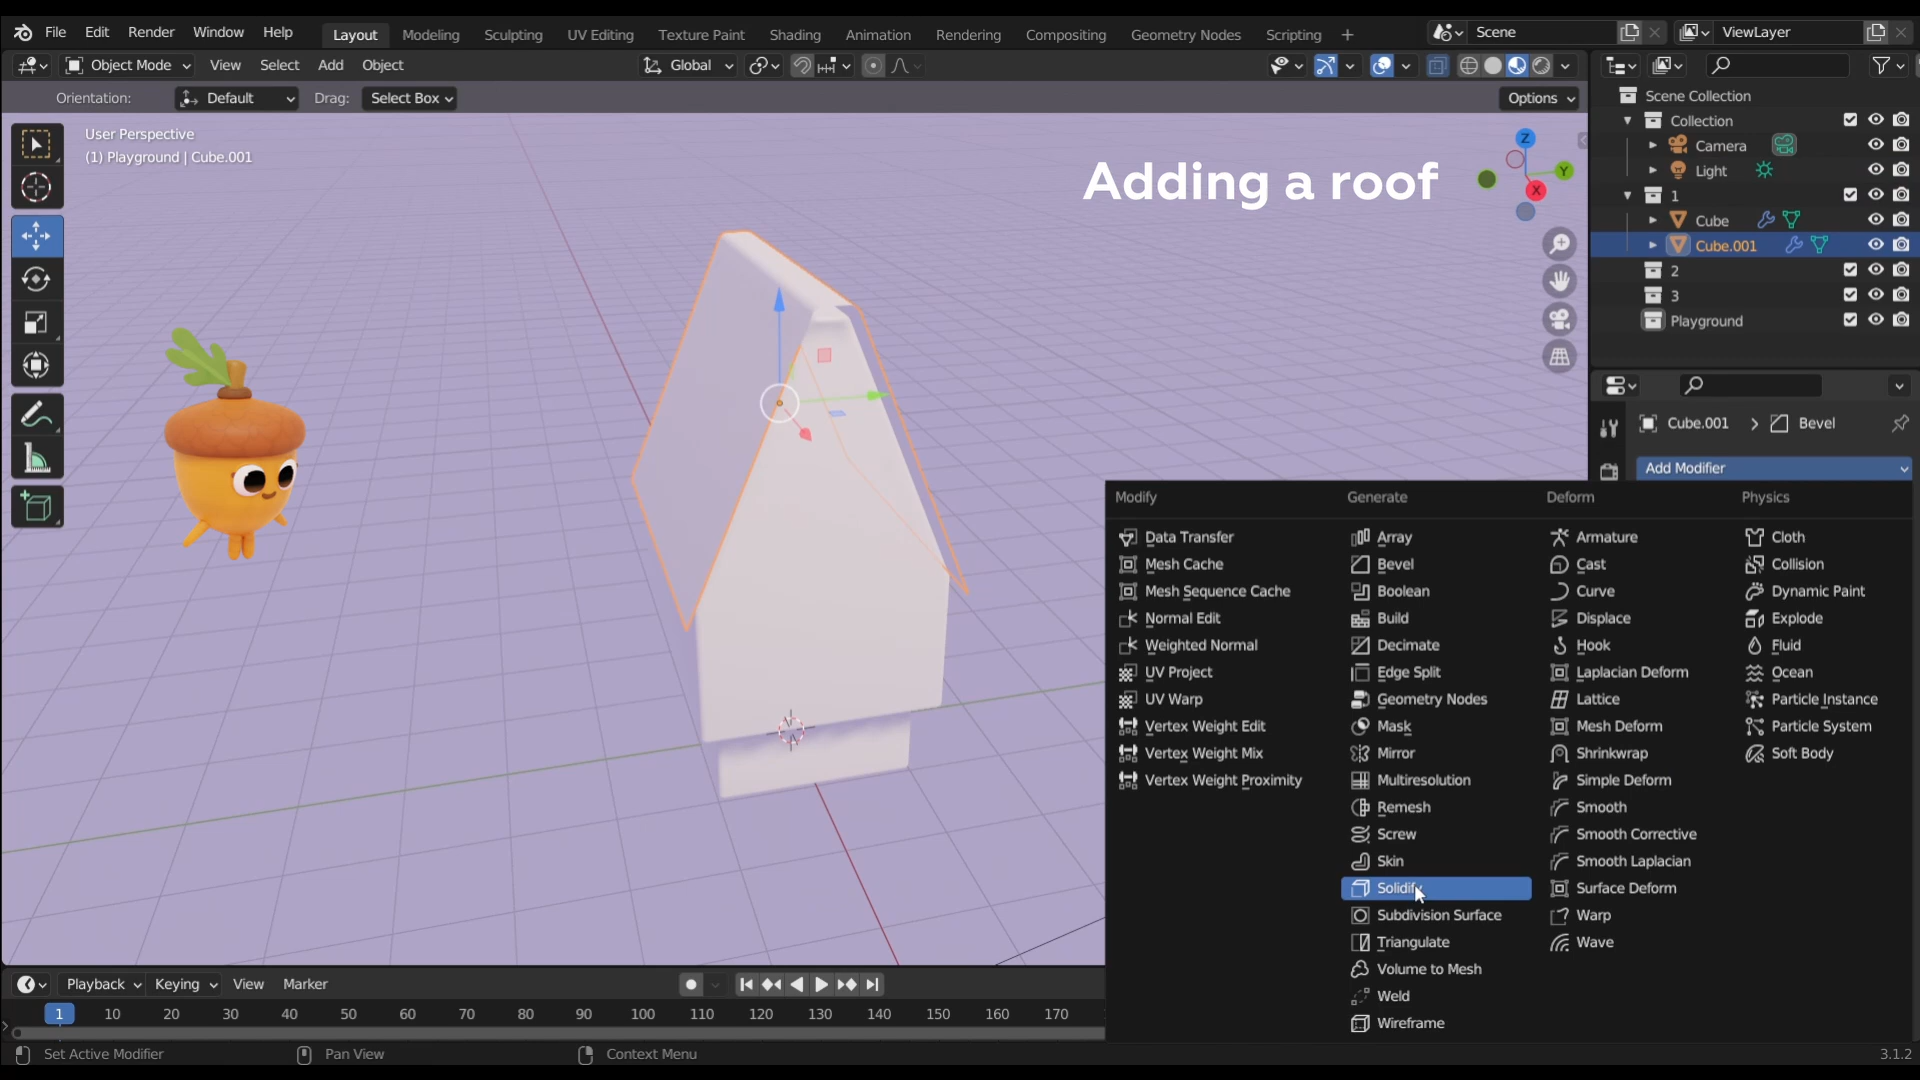 File Edit Render Window Help Layout Modeling Sculpting UV Editing Texture Paint Shading Animation Rendering Compositing Geometry Nodes Scripting + Scene ViewLayer
Object Mode View Select Add Object Global
Orientation: Default Drag: Select Box Options
User Perspective
(1) Playground | Cube.001
Adding a roof
Z
Y
X
Scene Collection
Collection
Camera
Light
1
Cube
Cube.001
2
3
Playground
Cube.001 Bevel
Add Modifier
Modify Generate Deform Physics
Data Transfer Array Armature Cloth
Mesh Cache Bevel Cast Collision
Mesh Sequence Cache Boolean Curve Dynamic Paint
Normal Edit Build Displace Explode
Weighted Normal Decimate Hook Fluid
UV Project Edge Split Laplacian Deform Ocean
UV Warp Geometry Nodes Lattice Particle Instance
Vertex Weight Edit Mask Mesh Deform Particle System
Vertex Weight Mix Mirror Shrinkwrap Soft Body
Vertex Weight Proximity Multiresolution Simple Deform
Remesh Smooth
Screw Smooth Corrective
Skin Smooth Laplacian
Solidify Surface Deform
Subdivision Surface Warp
Triangulate Wave
Volume to Mesh
Weld
Wireframe
Playback Keying View Marker
1 10 20 30 40 50 60 70 80 90 100 110 120 130 140 150 160 170
Set Active Modifier Pan View Context Menu 3.1.2